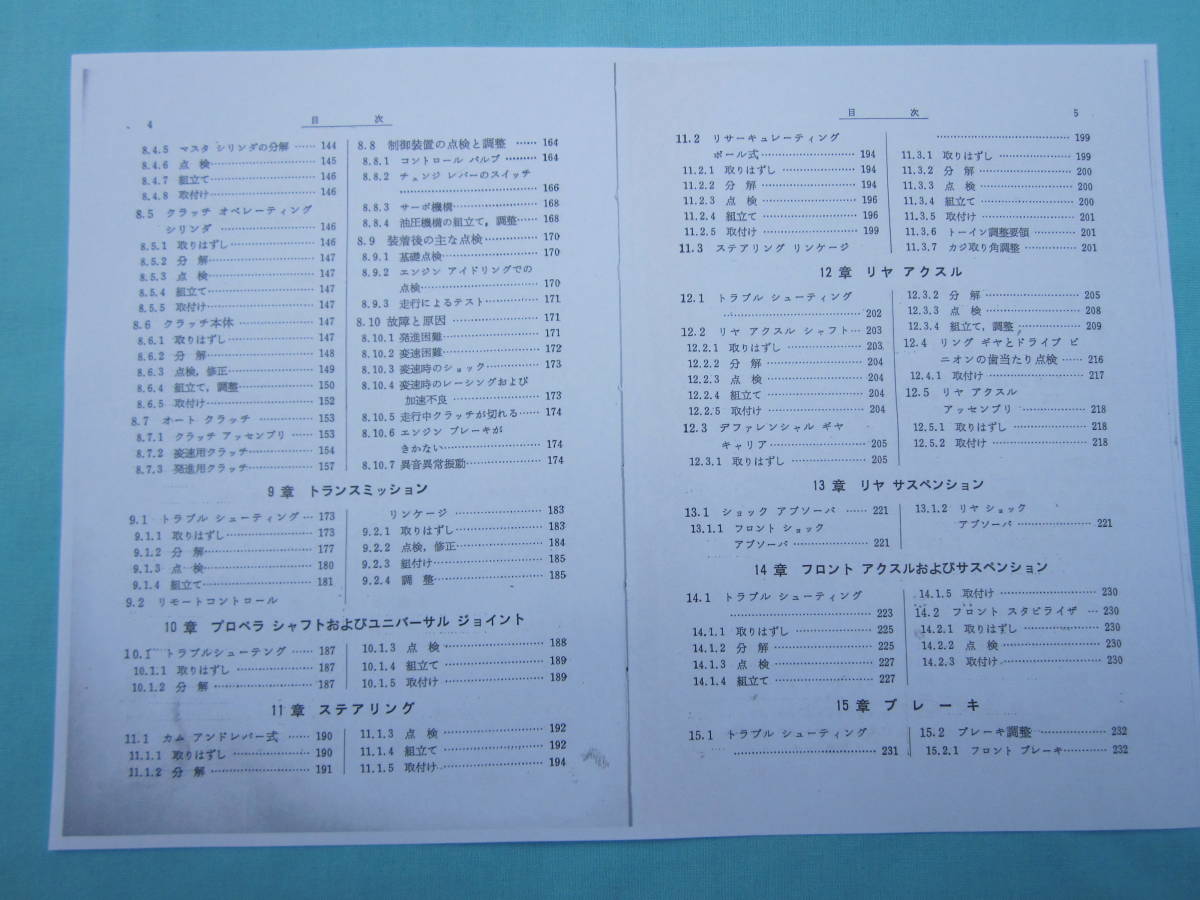 4
目 次
8.4.5 マスタ シリンダの分解 …… 144
8.4.6 点 検 …… 145
8.4.7 組立て …… 146
8.4.8 取付け …… 146
8.5 クラッチ オペレーティング
シリンダ …… 146
8.5.1 取りはずし …… 146
8.5.2 分 解 …… 147
8.5.3 点 検 …… 147
8.5.4 組立て …… 147
8.5.5 取付け …… 147
8.6 クラッチ本体 …… 147
8.6.1 取りはずし …… 147
8.6.2 分 解 …… 148
8.6.3 点検,修正 …… 149
8.6.4 組立て,調整 …… 150
8.6.5 取付け …… 152
8.7 オート クラッチ …… 153
8.7.1 クラッチ アッセンブリ …… 153
8.7.2 変速用クラッチ …… 154
8.7.3 発進用クラッチ …… 157
8.8 制御装置の点検と調整 …… 164
8.8.1 コントロール バルブ …… 164
8.8.2 チェンジ レバーのスイッチ
…… 166
8.8.3 サーボ機構 …… 168
8.8.4 油圧機構の組立て,調整 …… 168
8.9 装着後の主な点検 …… 170
8.9.1 基礎点検 …… 170
8.9.2 エンジン アイドリングでの
点検 …… 170
8.9.3 走行によるテスト …… 171
8.10 故障と原因 …… 171
8.10.1 発進困難 …… 171
8.10.2 変速困難 …… 172
8.10.3 変速時のショック …… 173
8.10.4 変速時のレーシングおよび
加速不良 …… 173
8.10.5 走行中クラッチが切れる …… 174
8.10.6 エンジン ブレーキが
きかない …… 174
8.10.7 異音異常振動 …… 174
9 章 トランスミッション
9.1 トラブル シューティング … 173
9.1.1 取りはずし …… 173
9.1.2 分 解 …… 177
9.1.3 点 検 …… 180
9.1.4 組立て …… 181
9.2 リモートコントロール
リンケージ …… 183
9.2.1 取りはずし …… 183
9.2.2 点検,修正 …… 184
9.2.3 組付け …… 185
9.2.4 調 整 …… 185
10 章 プロペラ シャフトおよびユニバーサル ジョイント
10.1 トラブルシューテング …… 187
10.1.1 取りはずし …… 187
10.1.2 分 解 …… 187
10.1.3 点 検 …… 188
10.1.4 組立て …… 189
10.1.5 取付け …… 189
11 章 ステアリング
11.1 カム アンドレバー式 …… 190
11.1.1 取りはずし …… 190
11.1.2 分 解 …… 191
11.1.3 点 検 …… 192
11.1.4 組立て …… 192
11.1.5 取付け …… 194
目 次
5
11.2 リサーキュレーティング
ボール式 …… 194
11.2.1 取りはずし …… 194
11.2.2 分 解 …… 194
11.2.3 点 検 …… 196
11.2.4 組立て …… 196
11.2.5 取付け …… 199
11.3 ステアリング リンケージ
…… 199
11.3.1 取りはずし …… 199
11.3.2 分 解 …… 200
11.3.3 点 検 …… 200
11.3.4 組立て …… 200
11.3.5 取付け …… 201
11.3.6 トーイン調整要領 …… 201
11.3.7 カジ取り角調整 …… 201
12 章 リヤ アクスル
12.1 トラブル シューティング
…… 202
12.2 リヤ アクスル シャフト … 203
12.2.1 取りはずし …… 203
12.2.2 分 解 …… 204
12.2.3 点 検 …… 204
12.2.4 組立て …… 204
12.2.5 取付け …… 204
12.3 デファレンシャル ギヤ
キャリア …… 205
12.3.1 取りはずし …… 205
12.3.2 分 解 …… 205
12.3.3 点 検 …… 208
12.3.4 組立て,調整 …… 209
12.4 リング ギヤとドライブ ピ
ニオンの歯当たり点検 …… 216
12.4.1 取付け …… 217
12.5 リヤ アクスル
アッセンブリ …… 218
12.5.1 取りはずし …… 218
12.5.2 取付け …… 218
13 章 リヤ サスペンション
13.1 ショック アブソーバ …… 221
13.1.1 フロント ショック
アブソーバ …… 221
13.1.2 リヤ ショック
アブソーバ …… 221
14 章 フロント アクスルおよびサスペンション
14.1 トラブル シューティング
…… 223
14.1.1 取りはずし …… 225
14.1.2 分 解 …… 225
14.1.3 点 検 …… 227
14.1.4 組立て …… 227
14.1.5 取付け …… 230
14.2 フロント スタビライザ … 230
14.2.1 取りはずし …… 230
14.2.2 点 検 …… 230
14.2.3 取付け …… 230
15 章 ブ レ ー キ
15.1 トラブル シューティング
…… 231
15.2 ブレーキ調整 …… 232
15.2.1 フロント ブレーキ …… 232